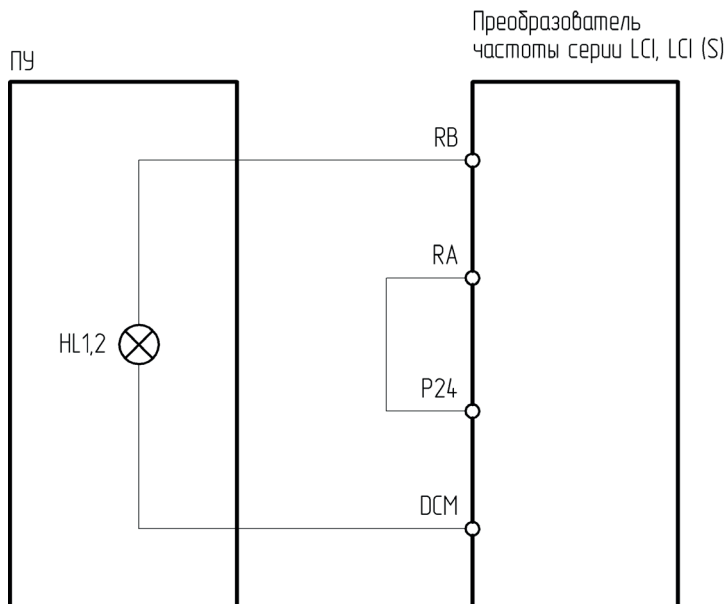 Преобразователь
частоты серии LCI, LCI (S)
ПУ
RB
RA
HL1,2
P24
DCM